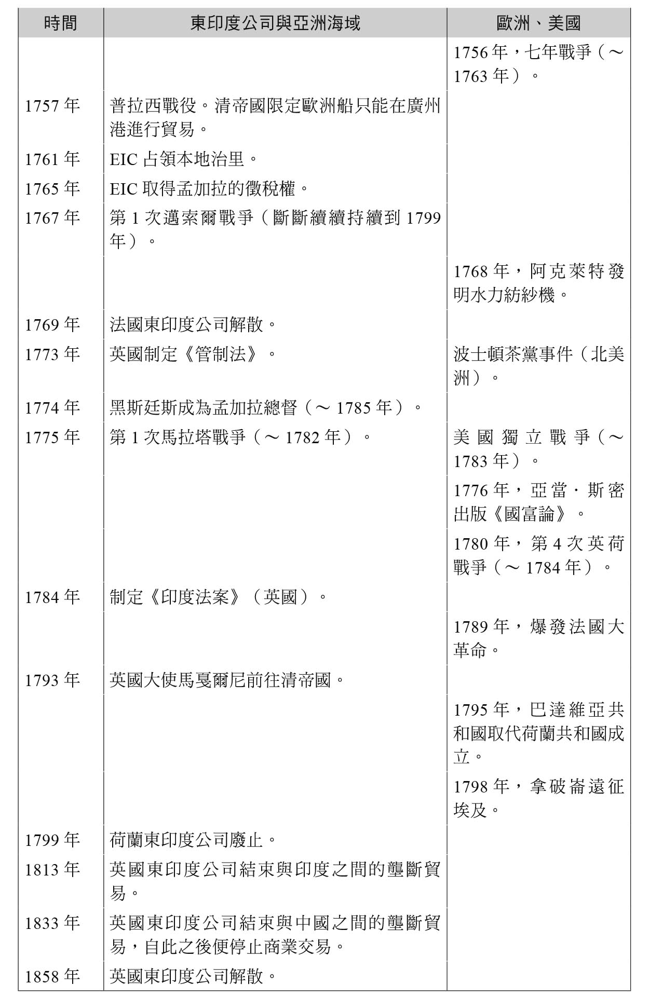 時間 東印度公司與亞洲海域 歐洲、美國
1756 年，七年戰爭（～
1763 年）。
1757 年 普拉西戰役。清帝國限定歐洲船只能在廣州
港進行貿易。
1761 年 EIC 占領本地治里。
1765 年 EIC 取得孟加拉的徵稅權。
1767 年 第 1 次邁索爾戰爭（斷斷續續持續到 1799
年）。
1768 年，阿克萊特發
明水力紡紗機。
1769 年 法國東印度公司解散。
1773 年 英國制定《管制法》。 波士頓茶黨事件（北美
洲）。
1774 年 黑斯廷斯成為孟加拉總督（～ 1785 年）。
1775 年 第 1 次馬拉塔戰爭（～ 1782 年）。 美國獨立戰爭（～
1783 年）。
1776 年，亞當．斯密
出版《國富論》。
1780 年，第 4 次英荷
戰爭（～ 1784 年）。
1784 年 制定《印度法案》（英國）。
1789 年，爆發法國大
革命。
1793 年 英國大使馬戛爾尼前往清帝國。
1795 年，巴達維亞共
和國取代荷蘭共和國成
立。
1798 年，拿破崙遠征
埃及。
1799 年 荷蘭東印度公司廢止。
1813 年 英國東印度公司結束與印度之間的壟斷貿
易。
1833 年 英國東印度公司結束與中國之間的壟斷貿
易，自此之後便停止商業交易。
1858 年 英國東印度公司解散。